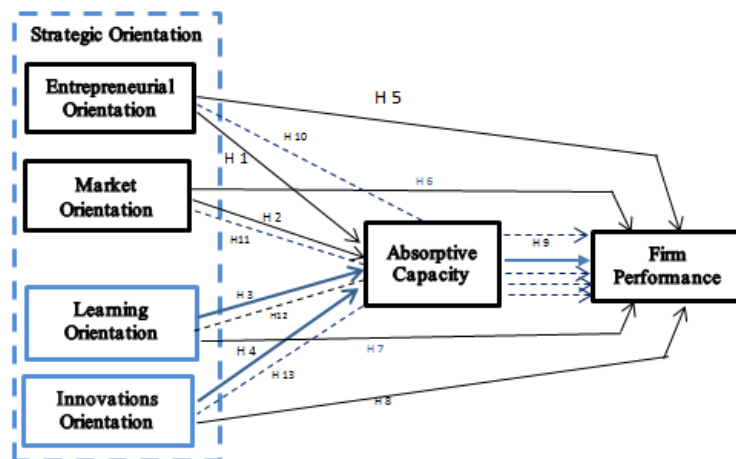 Strategic Orientation
Entrepreneurial
Orientation
H 5
H 10
H 1
Market
Orientation
H 6
H 2
H11
Absorptive
Capacity
H 9
Firm
Performance
Learning
Orientation
H 3
H12
H 4
H 7
H 13
Innovations
Orientation
H 8